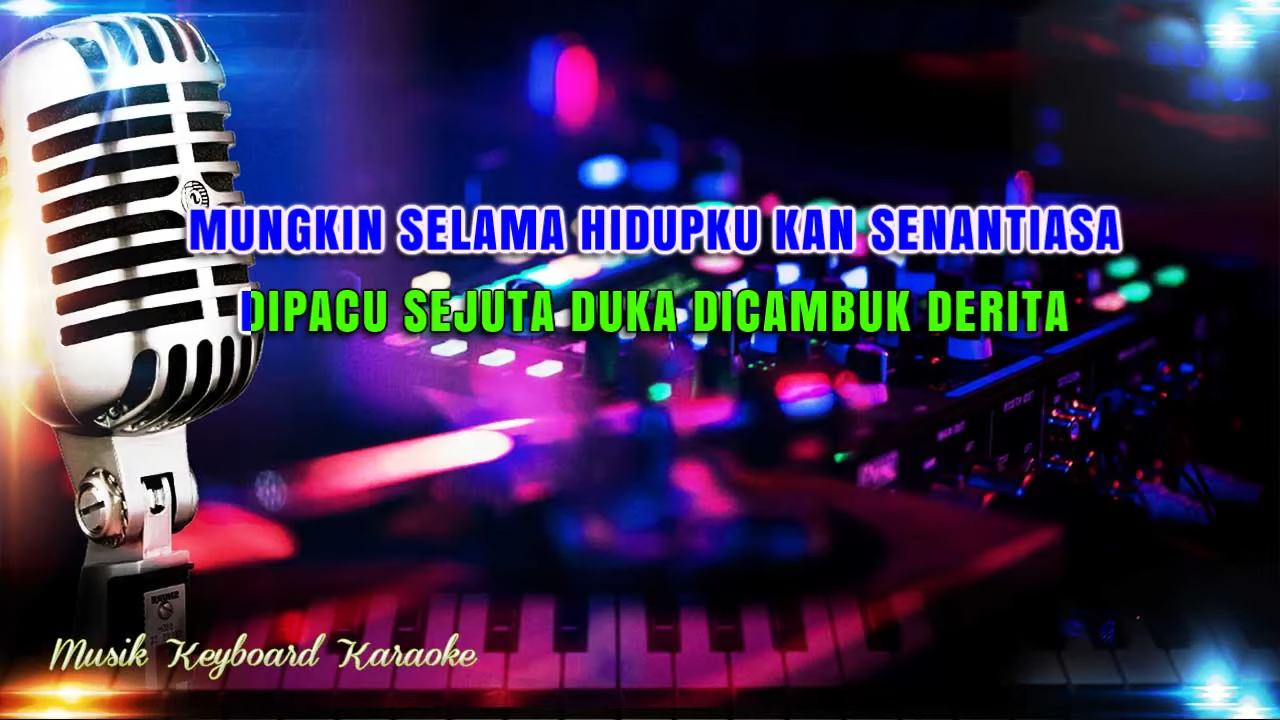 MUNGKIN SELAMA HIDUPKU KAN SENANTIASA
DIPACU SEJUTA DUKA DICAMBUK DERITA
Musik Keyboard Karaoke